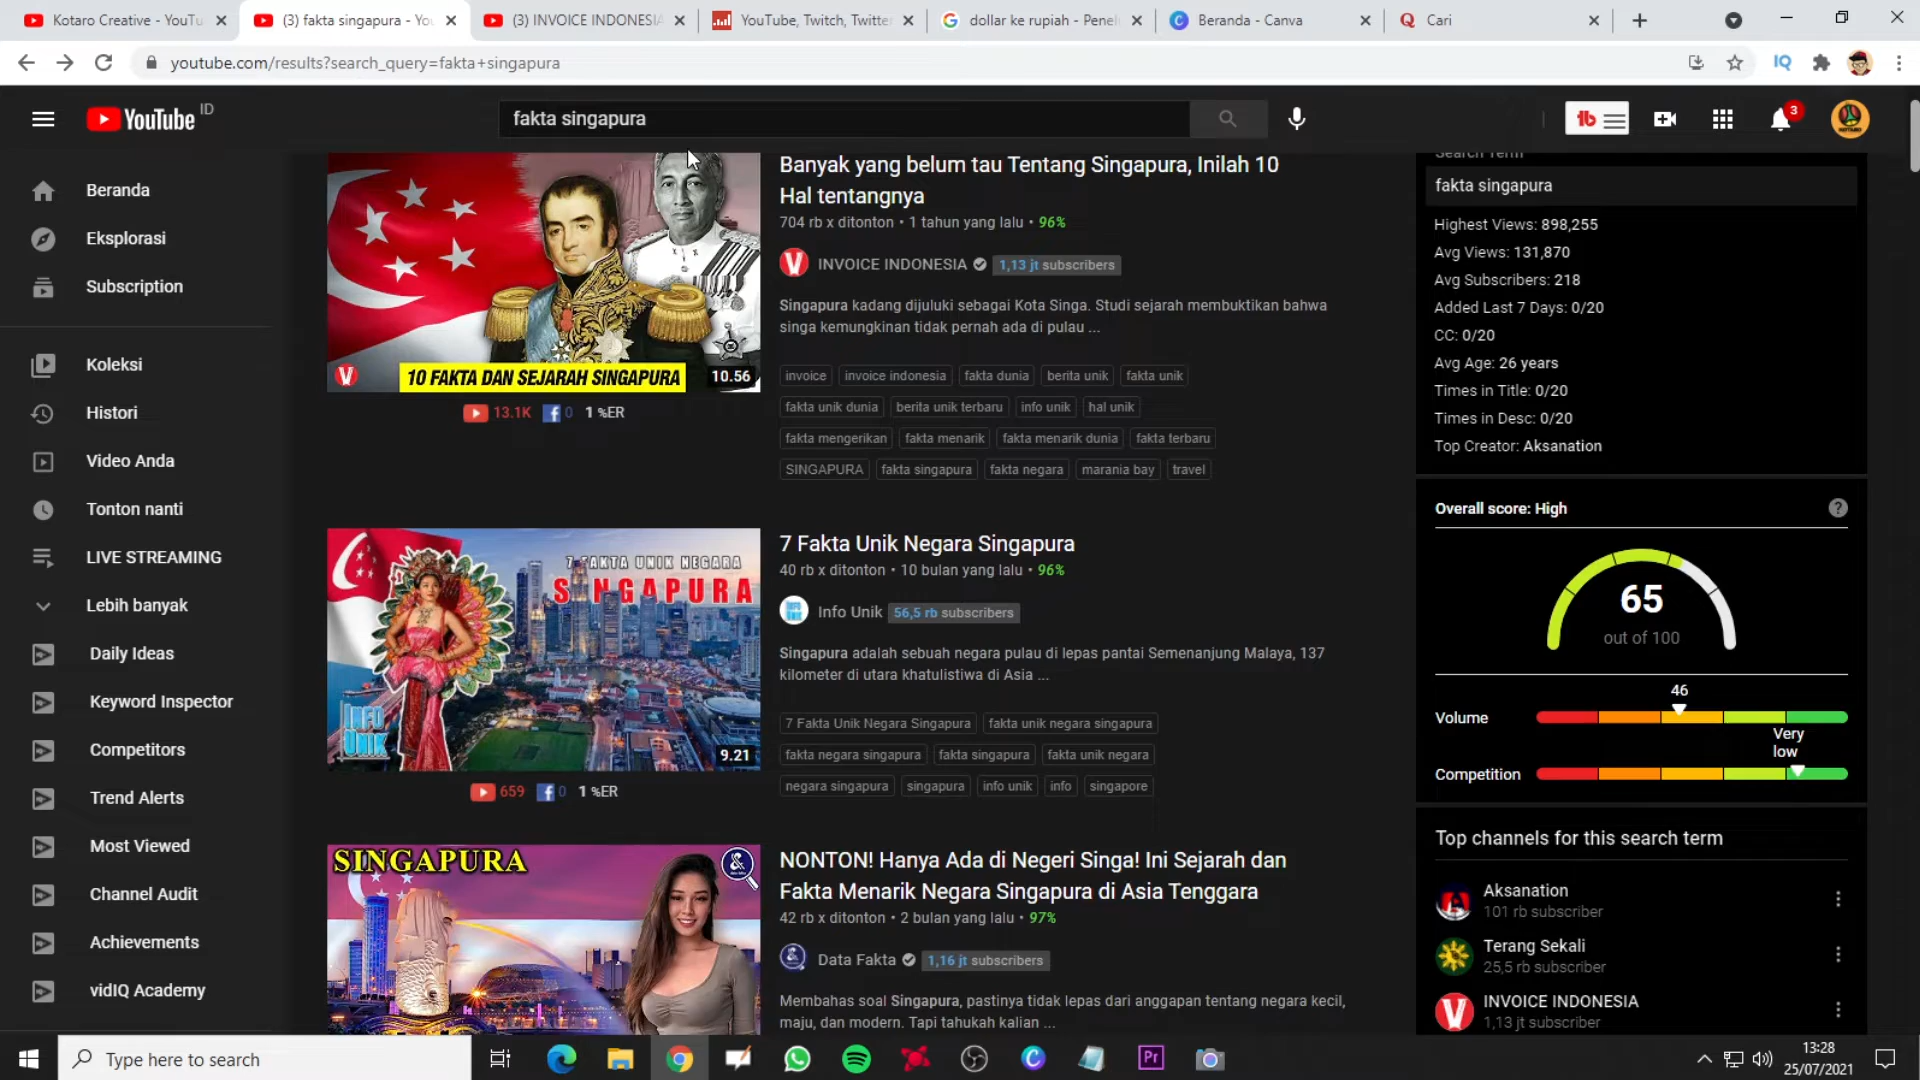 Kotaro Creative - YouTu
(3) fakta singapura - You
(3) INVOICE INDONESIA
YouTube, Twitch, Twitter
dollar ke rupiah - Penel
Beranda - Canva
Cari
youtube.com/results?search_query=fakta+singapura
IQ
YouTube ID
fakta singapura
tb
3
Beranda
Eksplorasi
Subscription
Koleksi
Histori
Video Anda
Tonton nanti
LIVE STREAMING
Lebih banyak
Daily Ideas
Keyword Inspector
Competitors
Trend Alerts
Most Viewed
Channel Audit
Achievements
vidIQ Academy
10 FAKTA DAN SEJARAH SINGAPURA
10.56
13.1K 0 1 %ER
Banyak yang belum tau Tentang Singapura, Inilah 10
Hal tentangnya
704 rb x ditonton • 1 tahun yang lalu • 96%
INVOICE INDONESIA 1,13 jt subscribers
Singapura kadang dijuluki sebagai Kota Singa. Studi sejarah membuktikan bahwa
singa kemungkinan tidak pernah ada di pulau ...
invoice invoice indonesia fakta dunia berita unik fakta unik
fakta unik dunia berita unik terbaru info unik hal unik
fakta mengerikan fakta menarik fakta menarik dunia fakta terbaru
SINGAPURA fakta singapura fakta negara marania bay travel
7 FAKTA UNIK NEGARA
SINGAPURA
INFO
UNIK
9.21
659 0 1 %ER
7 Fakta Unik Negara Singapura
40 rb x ditonton • 10 bulan yang lalu • 96%
Info Unik 56,5 rb subscribers
Singapura adalah sebuah negara pulau di lepas pantai Semenanjung Malaya, 137
kilometer di utara khatulistiwa di Asia ...
7 Fakta Unik Negara Singapura fakta unik negara singapura
fakta negara singapura fakta singapura fakta unik negara
negara singapura singapura info unik info singapore
SINGAPURA
NONTON! Hanya Ada di Negeri Singa! Ini Sejarah dan
Fakta Menarik Negara Singapura di Asia Tenggara
42 rb x ditonton • 2 bulan yang lalu • 97%
Data Fakta 1,16 jt subscribers
Membahas soal Singapura, pastinya tidak lepas dari anggapan tentang negara kecil,
maju, dan modern. Tapi tahukah kalian ...
Search Term
fakta singapura
Highest Views: 898,255
Avg Views: 131,870
Avg Subscribers: 218
Added Last 7 Days: 0/20
CC: 0/20
Avg Age: 26 years
Times in Title: 0/20
Times in Desc: 0/20
Top Creator: Aksanation
Overall score: High
65
out of 100
46
Volume
Very
low
Competition
Top channels for this search term
Aksanation
101 rb subscriber
Terang Sekali
25,5 rb subscriber
INVOICE INDONESIA
1,13 jt subscriber
Type here to search
Pr
13:28
25/07/2021